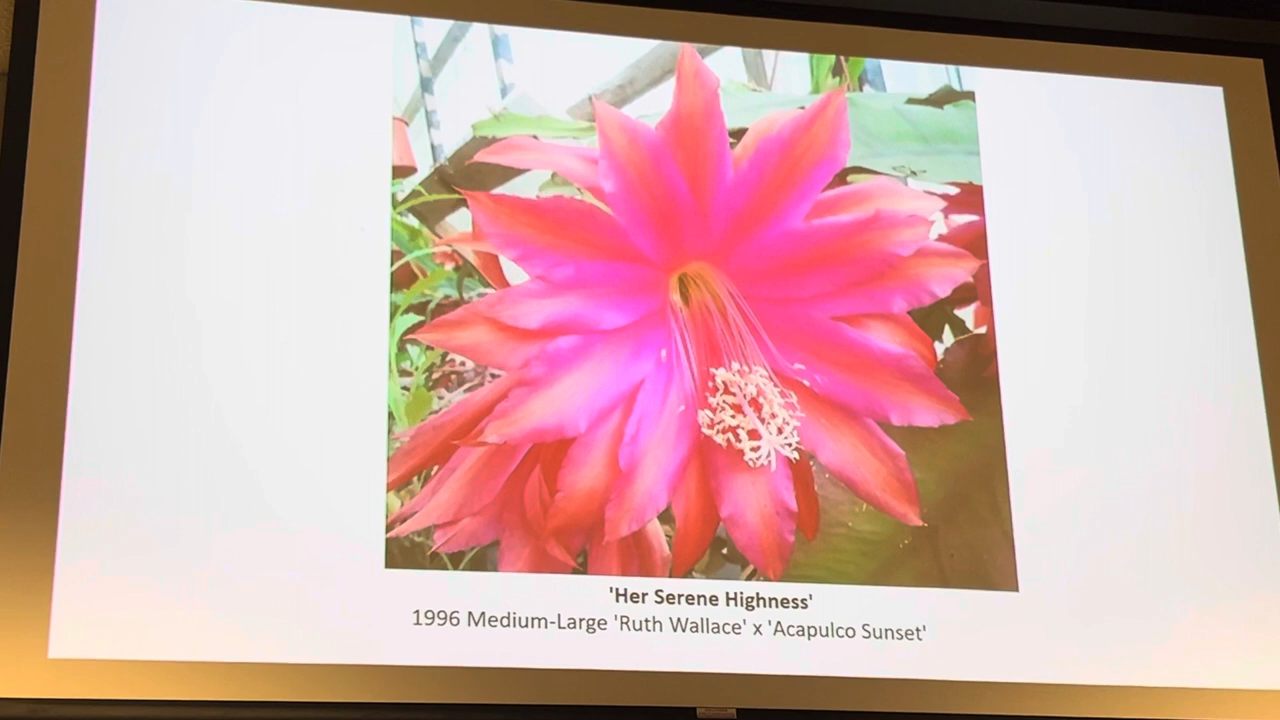 'Her Serene Highness'
1996 Medium-Large 'Ruth Wallace' x 'Acapulco Sunset'